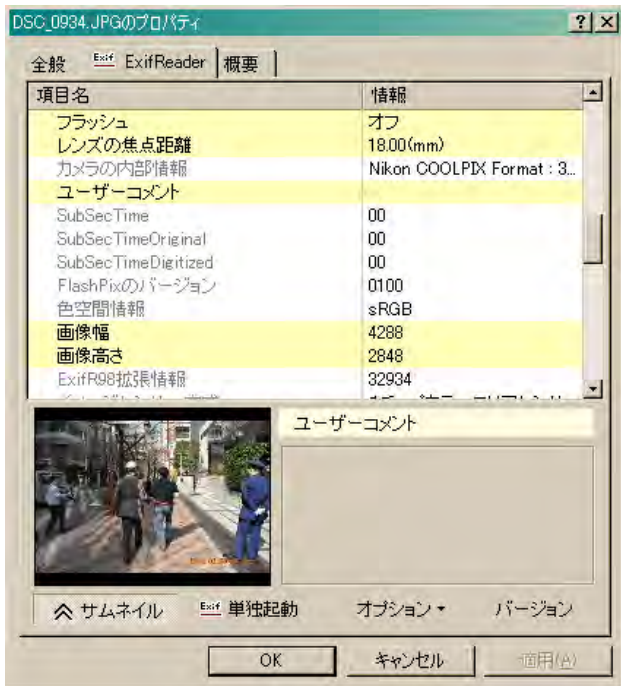 DSC_0934.JPGのプロパティ
全般 Exif ExifReader 概要
項目名 情報
フラッシュ オフ
レンズの焦点距離 18.00(mm)
カメラの内部情報 Nikon COOLPIX Format : 3...
ユーザーコメント
SubSecTime 00
SubSecTimeOriginal 00
SubSecTimeDigitized 00
FlashPixのバージョン 0100
色空間情報 sRGB
画像幅 4288
画像高さ 2848
ExifR98拡張情報 32934
ユーザーコメント
サムネイル Exif 単独起動 オプション バージョン
OK キャンセル 適用(A)